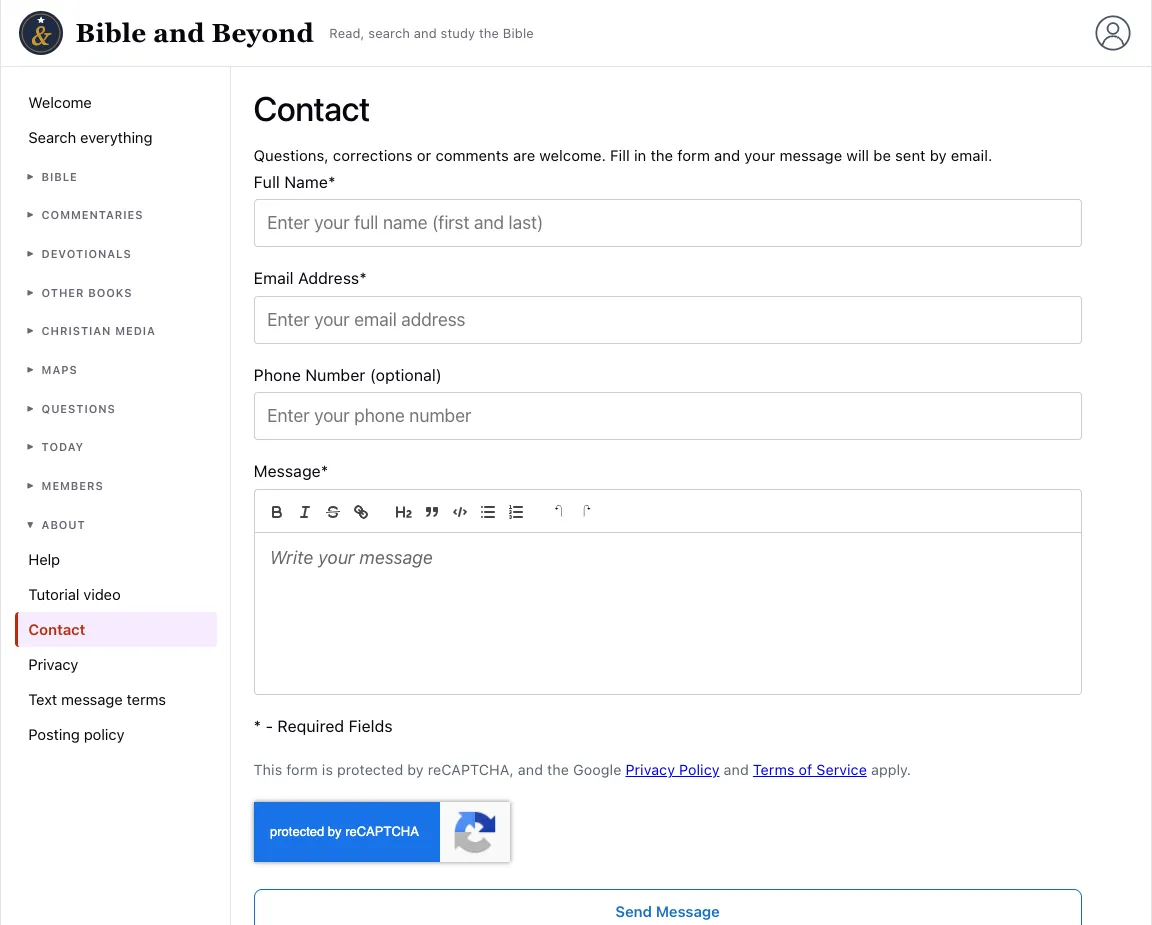 &
Bible and Beyond
Read, search and study the Bible
Welcome
Search everything
BIBLE
COMMENTARIES
DEVOTIONALS
OTHER BOOKS
CHRISTIAN MEDIA
MAPS
QUESTIONS
TODAY
MEMBERS
ABOUT
Help
Tutorial video
Contact
Privacy
Text message terms
Posting policy
Contact
Questions, corrections or comments are welcome. Fill in the form and your message will be sent by email.
Full Name*
Enter your full name (first and last)
Email Address*
Enter your email address
Phone Number (optional)
Enter your phone number
Message*
B I S H2
Write your message
* - Required Fields
This form is protected by reCAPTCHA, and the Google Privacy Policy and Terms of Service apply.
protected by reCAPTCHA
Send Message